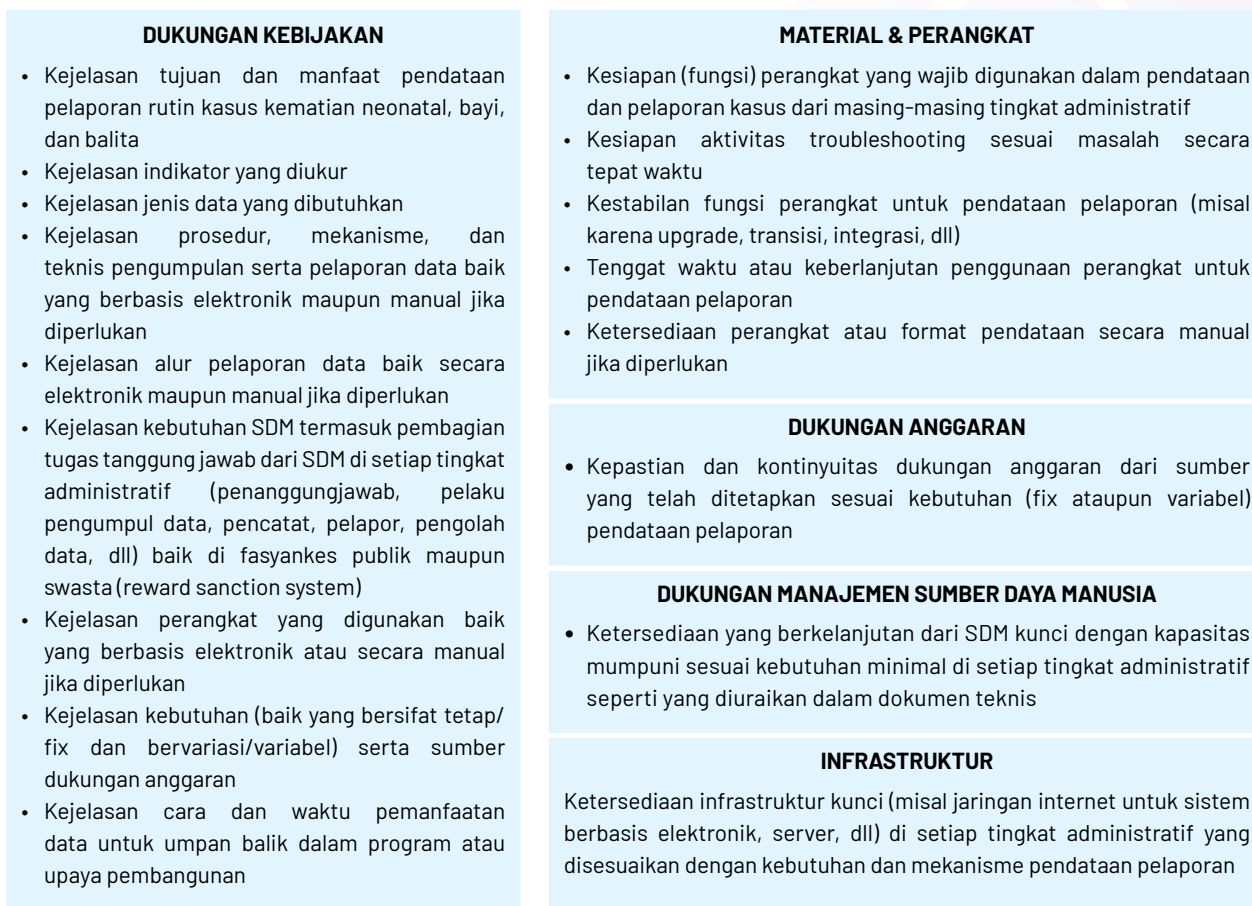 DUKUNGAN KEBIJAKAN
• Kejelasan tujuan dan manfaat pendataan
pelaporan rutin kasus kematian neonatal, bayi,
dan balita
• Kejelasan indikator yang diukur
• Kejelasan jenis data yang dibutuhkan
• Kejelasan prosedur, mekanisme, dan
teknis pengumpulan serta pelaporan data baik
yang berbasis elektronik maupun manual jika
diperlukan
• Kejelasan alur pelaporan data baik secara
elektronik maupun manual jika diperlukan
• Kejelasan kebutuhan SDM termasuk pembagian
tugas tanggung jawab dari SDM di setiap tingkat
administratif (penanggungjawab, pelaku
pengumpul data, pencatat, pelapor, pengolah
data, dll) baik di fasyankes publik maupun
swasta (reward sanction system)
• Kejelasan perangkat yang digunakan baik
yang berbasis elektronik atau secara manual
jika diperlukan
• Kejelasan kebutuhan (baik yang bersifat tetap/
fix dan bervariasi/variabel) serta sumber
dukungan anggaran
• Kejelasan cara dan waktu pemanfaatan
data untuk umpan balik dalam program atau
upaya pembangunan
MATERIAL & PERANGKAT
• Kesiapan (fungsi) perangkat yang wajib digunakan dalam pendataan
dan pelaporan kasus dari masing-masing tingkat administratif
• Kesiapan aktivitas troubleshooting sesuai masalah secara
tepat waktu
• Kestabilan fungsi perangkat untuk pendataan pelaporan (misal
karena upgrade, transisi, integrasi, dll)
• Tenggat waktu atau keberlanjutan penggunaan perangkat untuk
pendataan pelaporan
• Ketersediaan perangkat atau format pendataan secara manual
jika diperlukan
DUKUNGAN ANGGARAN
• Kepastian dan kontinyuitas dukungan anggaran dari sumber
yang telah ditetapkan sesuai kebutuhan (fix ataupun variabel)
pendataan pelaporan
DUKUNGAN MANAJEMEN SUMBER DAYA MANUSIA
• Ketersediaan yang berkelanjutan dari SDM kunci dengan kapasitas
mumpuni sesuai kebutuhan minimal di setiap tingkat administratif
seperti yang diuraikan dalam dokumen teknis
INFRASTRUKTUR
Ketersediaan infrastruktur kunci (misal jaringan internet untuk sistem
berbasis elektronik, server, dll) di setiap tingkat administratif yang
disesuaikan dengan kebutuhan dan mekanisme pendataan pelaporan